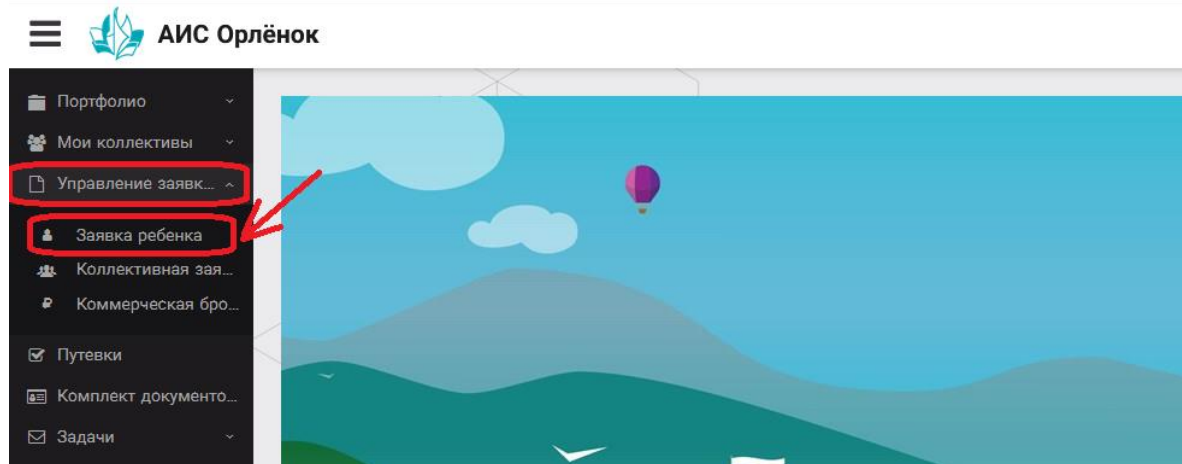 АИС Орлёнок
Портфолио
Мои коллективы
Управление заявк...
Заявка ребенка
Коллективная зая...
Коммерческая бро...
Путевки
Комплект документо...
Задачи